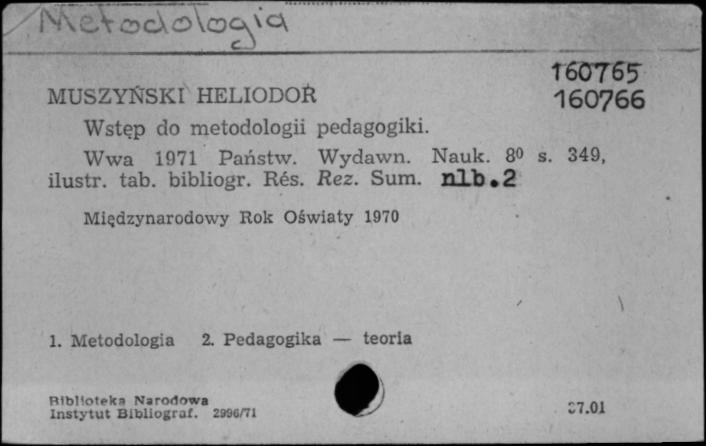 Metodologia
160765
MUSZYŃSKI HELIODOR
160766
Wstęp do metodologii pedagogiki.
Wwa 1971 Państw. Wydawn. Nauk. 8⁰ s. 349,
ilustr. tab. bibliogr. Rés. Rez. Sum. nlb.2
Międzynarodowy Rok Oświaty 1970
1. Metodologia 2. Pedagogika — teoria
Biblioteka Narodowa
Instytut Bibliograf. 2996/71
37.01